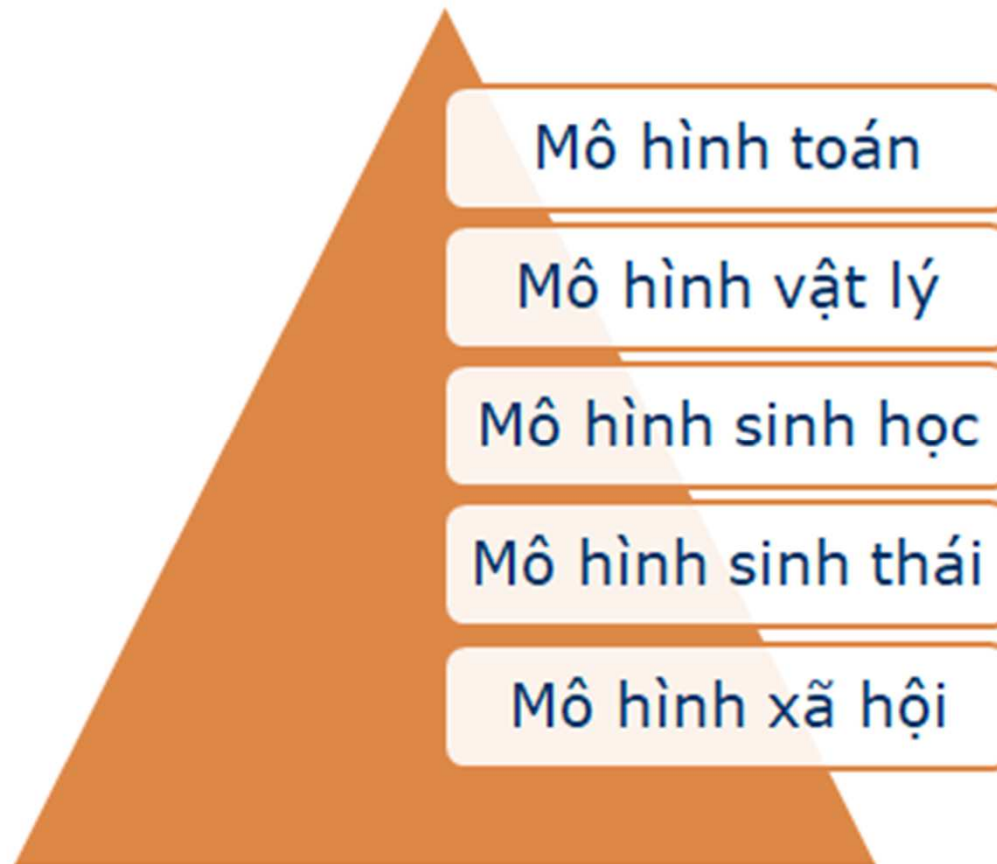 Mô hình toán
Mô hình vật lý
Mô hình sinh học
Mô hình sinh thái
Mô hình xã hội